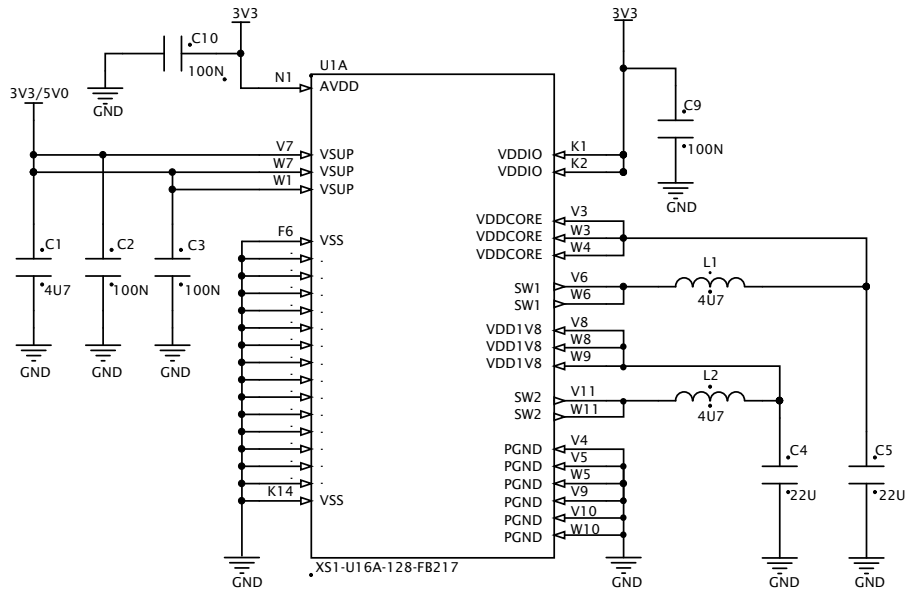 3V3
3V3
C10
100N
U1A
N1
AVDD
GND
3V3/5V0
C9
100N
V7
VSUP
W7
VSUP
W1
VSUP
VDDIO
K1
VDDIO
K2
GND
F6
VSS
VDDCORE
V3
VDDCORE
W3
VDDCORE
W4
C1
4U7
C2
100N
C3
100N
L1
4U7
SW1
V6
SW1
W6
VDD1V8
V8
VDD1V8
W8
VDD1V8
W9
GND
GND
GND
L2
4U7
SW2
V11
SW2
W11
PGND
V4
PGND
V5
PGND
W5
PGND
V9
PGND
V10
PGND
W10
C4
22U
C5
22U
K14
VSS
GND
XS1-U16A-128-FB217
GND
GND
GND